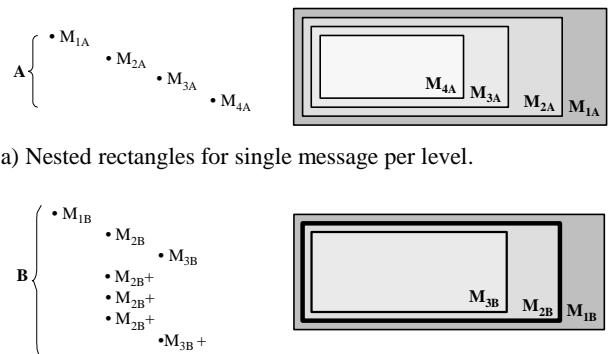 • M1A
A
• M2A
• M3A
• M4A
M4A
M3A
M2A
M1A
a) Nested rectangles for single message per level.
• M1B
• M2B
• M3B
B
• M2B+
• M2B+
• M2B+
•M3B +
M3B
M2B
M1B